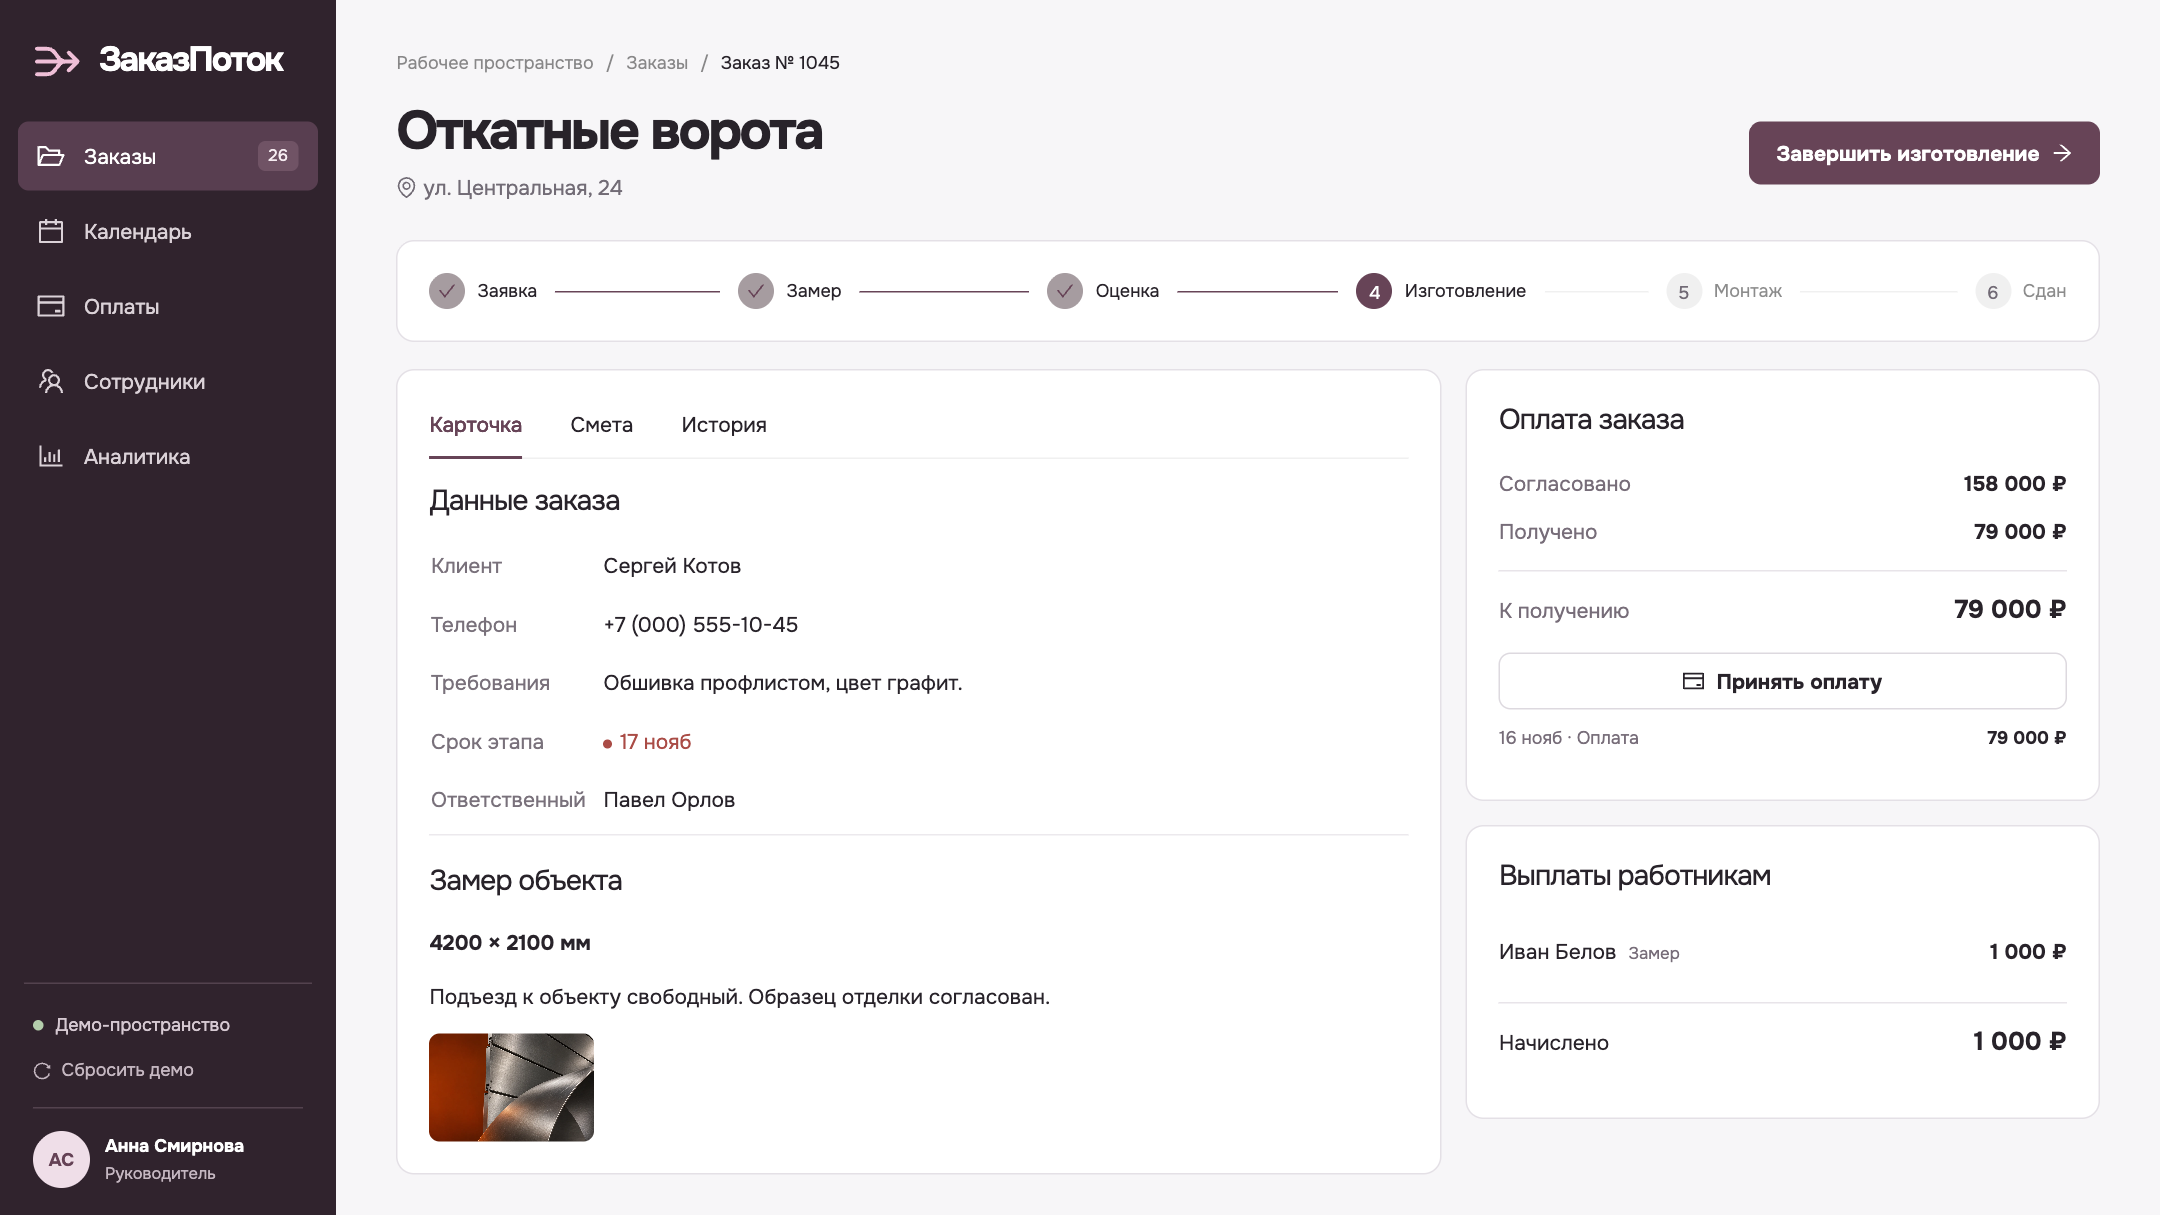 ЗаказПоток
Заказы 26
Календарь
Оплаты
Сотрудники
Аналитика
Демо-пространство
Сбросить демо
АС
Анна Смирнова
Руководитель
Рабочее пространство / Заказы / Заказ № 1045
Откатные ворота
ул. Центральная, 24
Завершить изготовление
Заявка
Замер
Оценка
4 Изготовление
5 Монтаж
6 Сдан
Карточка Смета История
Данные заказа
Клиент Сергей Котов
Телефон +7 (000) 555-10-45
Требования Обшивка профлистом, цвет графит.
Срок этапа 17 нояб
Ответственный Павел Орлов
Замер объекта
4200 × 2100 мм
Подъезд к объекту свободный. Образец отделки согласован.
Оплата заказа
Согласовано 158 000 ₽
Получено 79 000 ₽
К получению 79 000 ₽
Принять оплату
16 нояб · Оплата 79 000 ₽
Выплаты работникам
Иван Белов Замер 1 000 ₽
Начислено 1 000 ₽